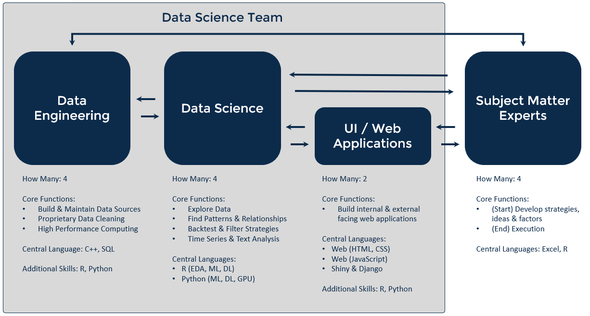 Data Science Team
Data
Engineering
Data Science
UI / Web
Applications
Subject Matter
Experts
How Many: 4
Core Functions:
• Build & Maintain Data Sources
• Proprietary Data Cleaning
• High Performance Computing
Central Language: C++, SQL
Additional Skills: R, Python
How Many: 4
Core Functions:
• Explore Data
• Find Patterns & Relationships
• Backtest & Filter Strategies
• Time Series & Text Analysis
Central Languages:
• R (EDA, ML, DL)
• Python (ML, DL, GPU)
How Many: 2
Core Functions:
• Build internal & external
facing web applications
Central Languages:
• Web (HTML, CSS)
• Web (JavaScript)
• Shiny & Django
Additional Skills: R, Python
How Many: 4
Core Functions:
• (Start) Develop strategies,
ideas & factors
• (End) Execution
Central Languages: Excel, R